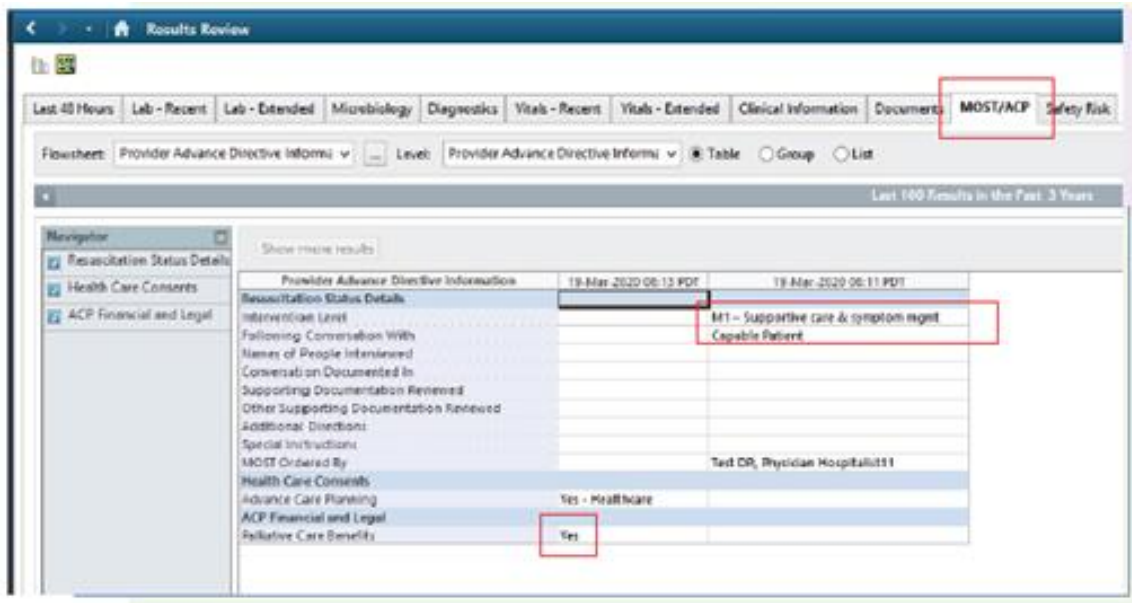 Results Review
Last 48 Hours Lab - Recent Lab - Extended Microbiology Diagnostics Vitals - Recent Vitals - Extended Clinical Information Documents MOST/ACP Safety Risk
Flowsheet: Provider Advance Directive Informa ... Level: Provider Advance Directive Informa Table Group List
Last 100 Results in the Past 3 Years
Navigator
Resuscitation Status Details
Health Care Consents
ACP Financial and Legal
Show more results
Provider Advance Directive Information 19-Mar-2020 06:13 PDT 19-Mar-2020 06:11 PDT
Resuscitation Status Details
Intervention Level M1 - Supportive care & symptom mgmt
Following Conversation With Capable Patient
Names of People Interviewed
Conversation Documented In
Supporting Documentation Reviewed
Other Supporting Documentation Reviewed
Additional Directions
Special Instructions
MOST Ordered By Test DR, Physician Hospitalist11
Health Care Consents
Advance Care Planning Yes - Healthcare
ACP Financial and Legal
Palliative Care Benefits Yes